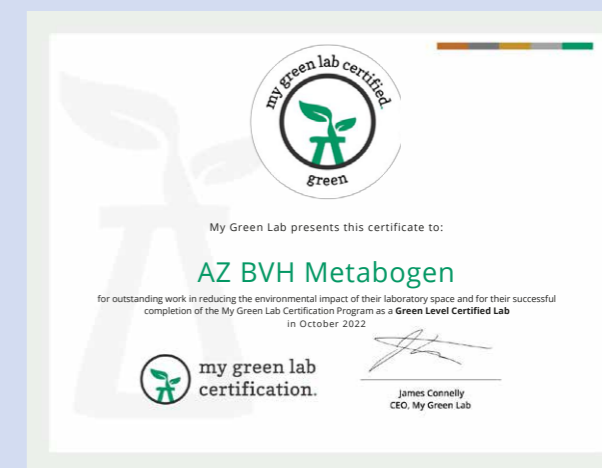 my green lab certified.
green
My Green Lab presents this certificate to:
AZ BVH Metabogen
for outstanding work in reducing the environmental impact of their laboratory space and for their successful
completion of the My Green Lab Certification Program as a Green Level Certified Lab
in October 2022
my green lab
certification.
James Connelly
CEO, My Green Lab